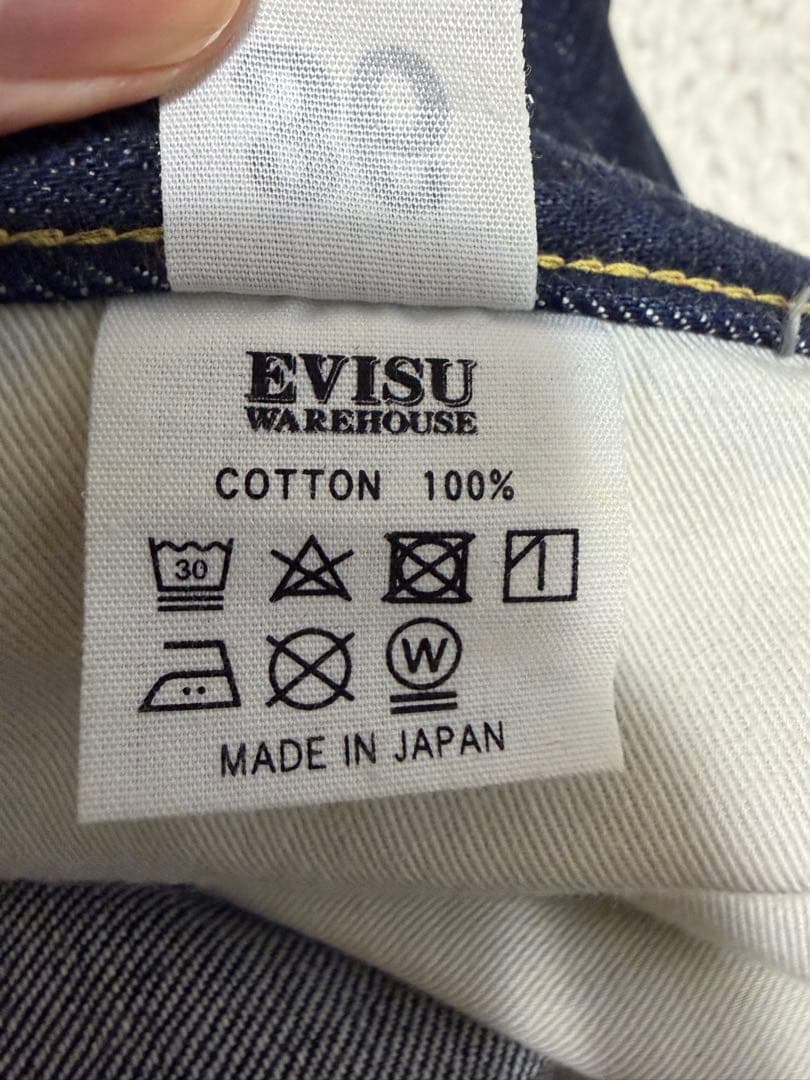 EVISU
WAREHOUSE
COTTON 100%
30
W
MADE IN JAPAN